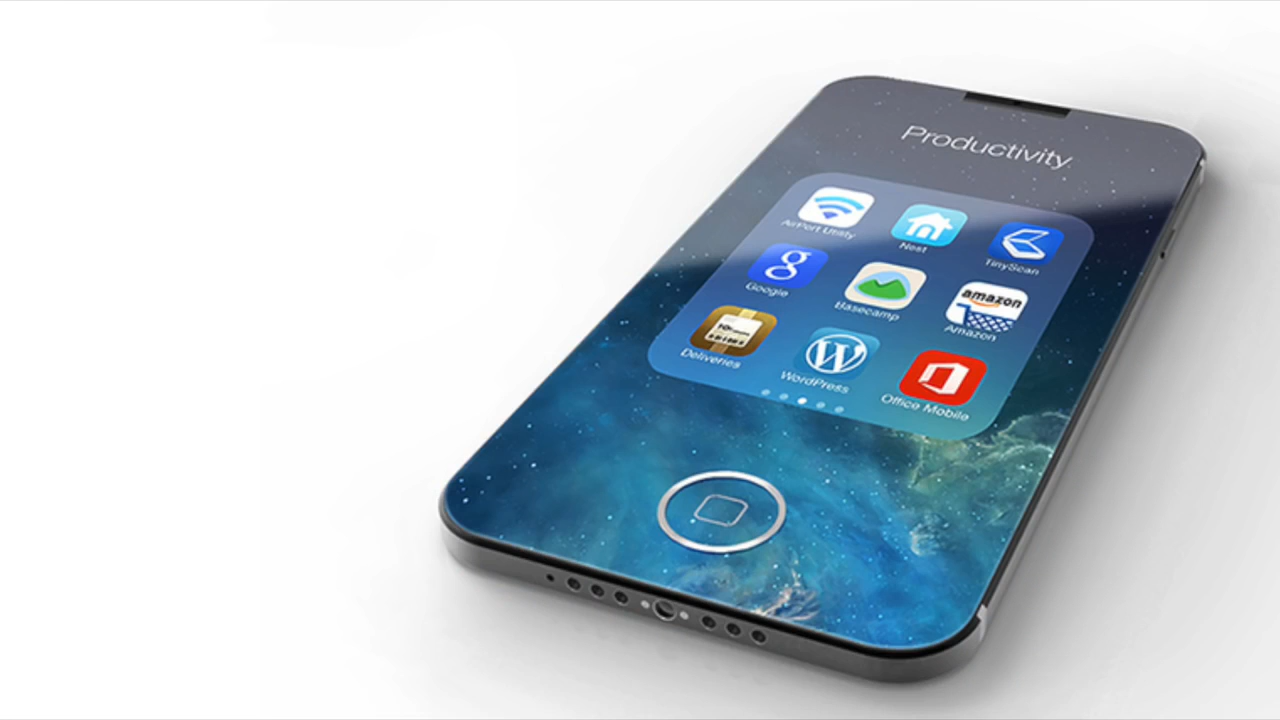 Productivity
AirPort Utility
Nest
TinyScan
Google
Basecamp
amazon
Amazon
Deliveries
WordPress
Office Mobile